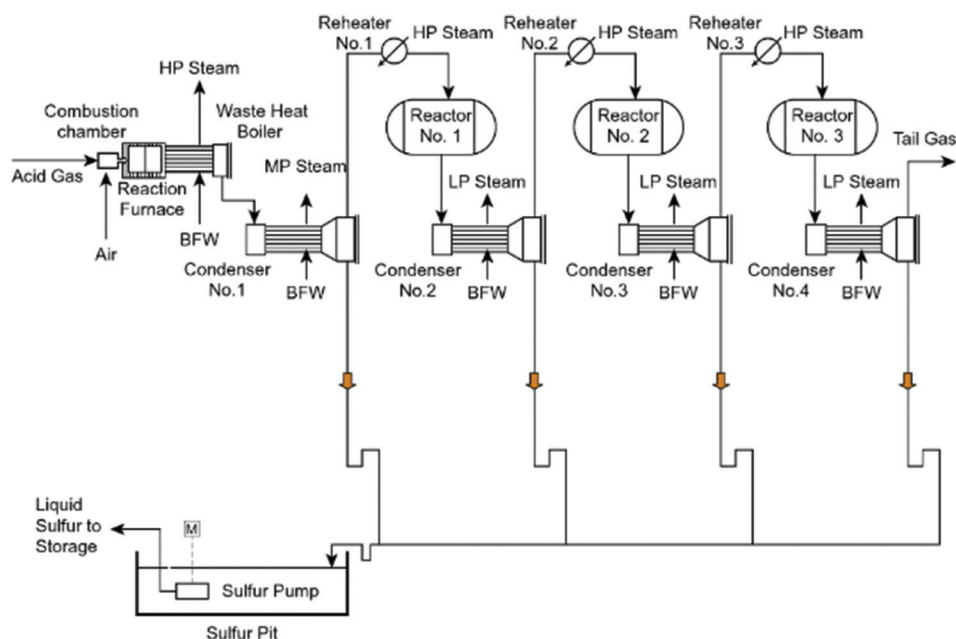 Reheater
No.1
HP Steam
Reheater
No.2
HP Steam
Reheater
No.3
HP Steam
HP Steam
Combustion
chamber
Waste Heat
Boiler
Reactor
No. 1
Reactor
No. 2
Reactor
No. 3
Tail Gas
Acid Gas
Reaction
Furnace
MP Steam
LP Steam
LP Steam
LP Steam
Air
BFW
Condenser
No.1
BFW
Condenser
No.2
BFW
Condenser
No.3
BFW
Condenser
No.4
BFW
Liquid
Sulfur to
Storage
M
Sulfur Pump
Sulfur Pit